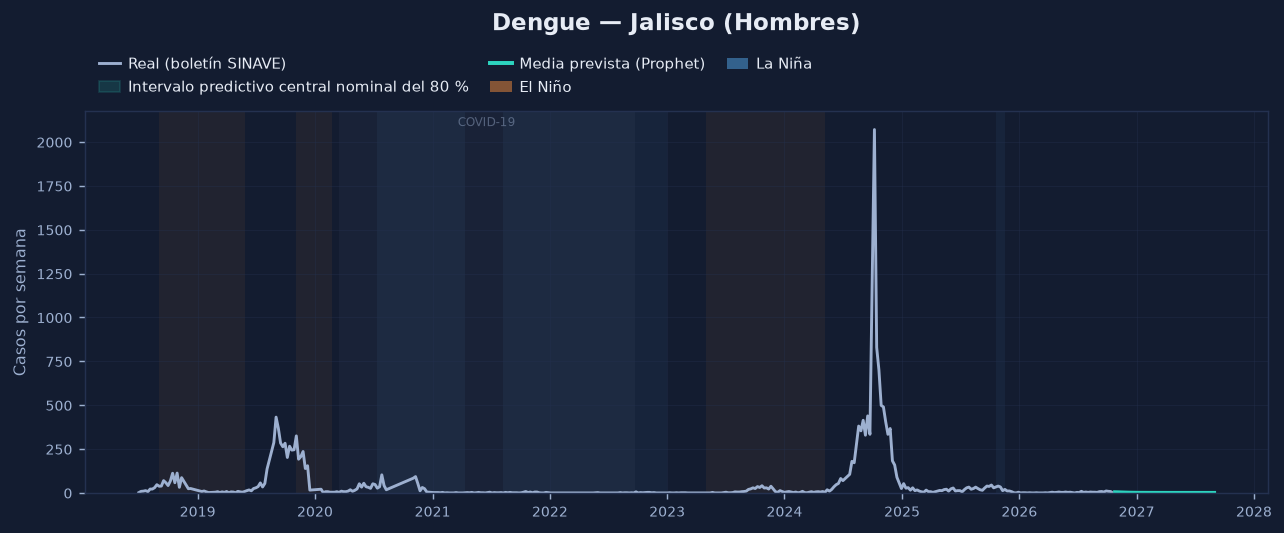 Dengue — Jalisco (Hombres)
Real (boletín SINAVE)
Media prevista (Prophet)
La Niña
Intervalo predictivo central nominal del 80 %
El Niño
COVID-19
Casos por semana
2000
1750
1500
1250
1000
750
500
250
0
2019
2020
2021
2022
2023
2024
2025
2026
2027
2028